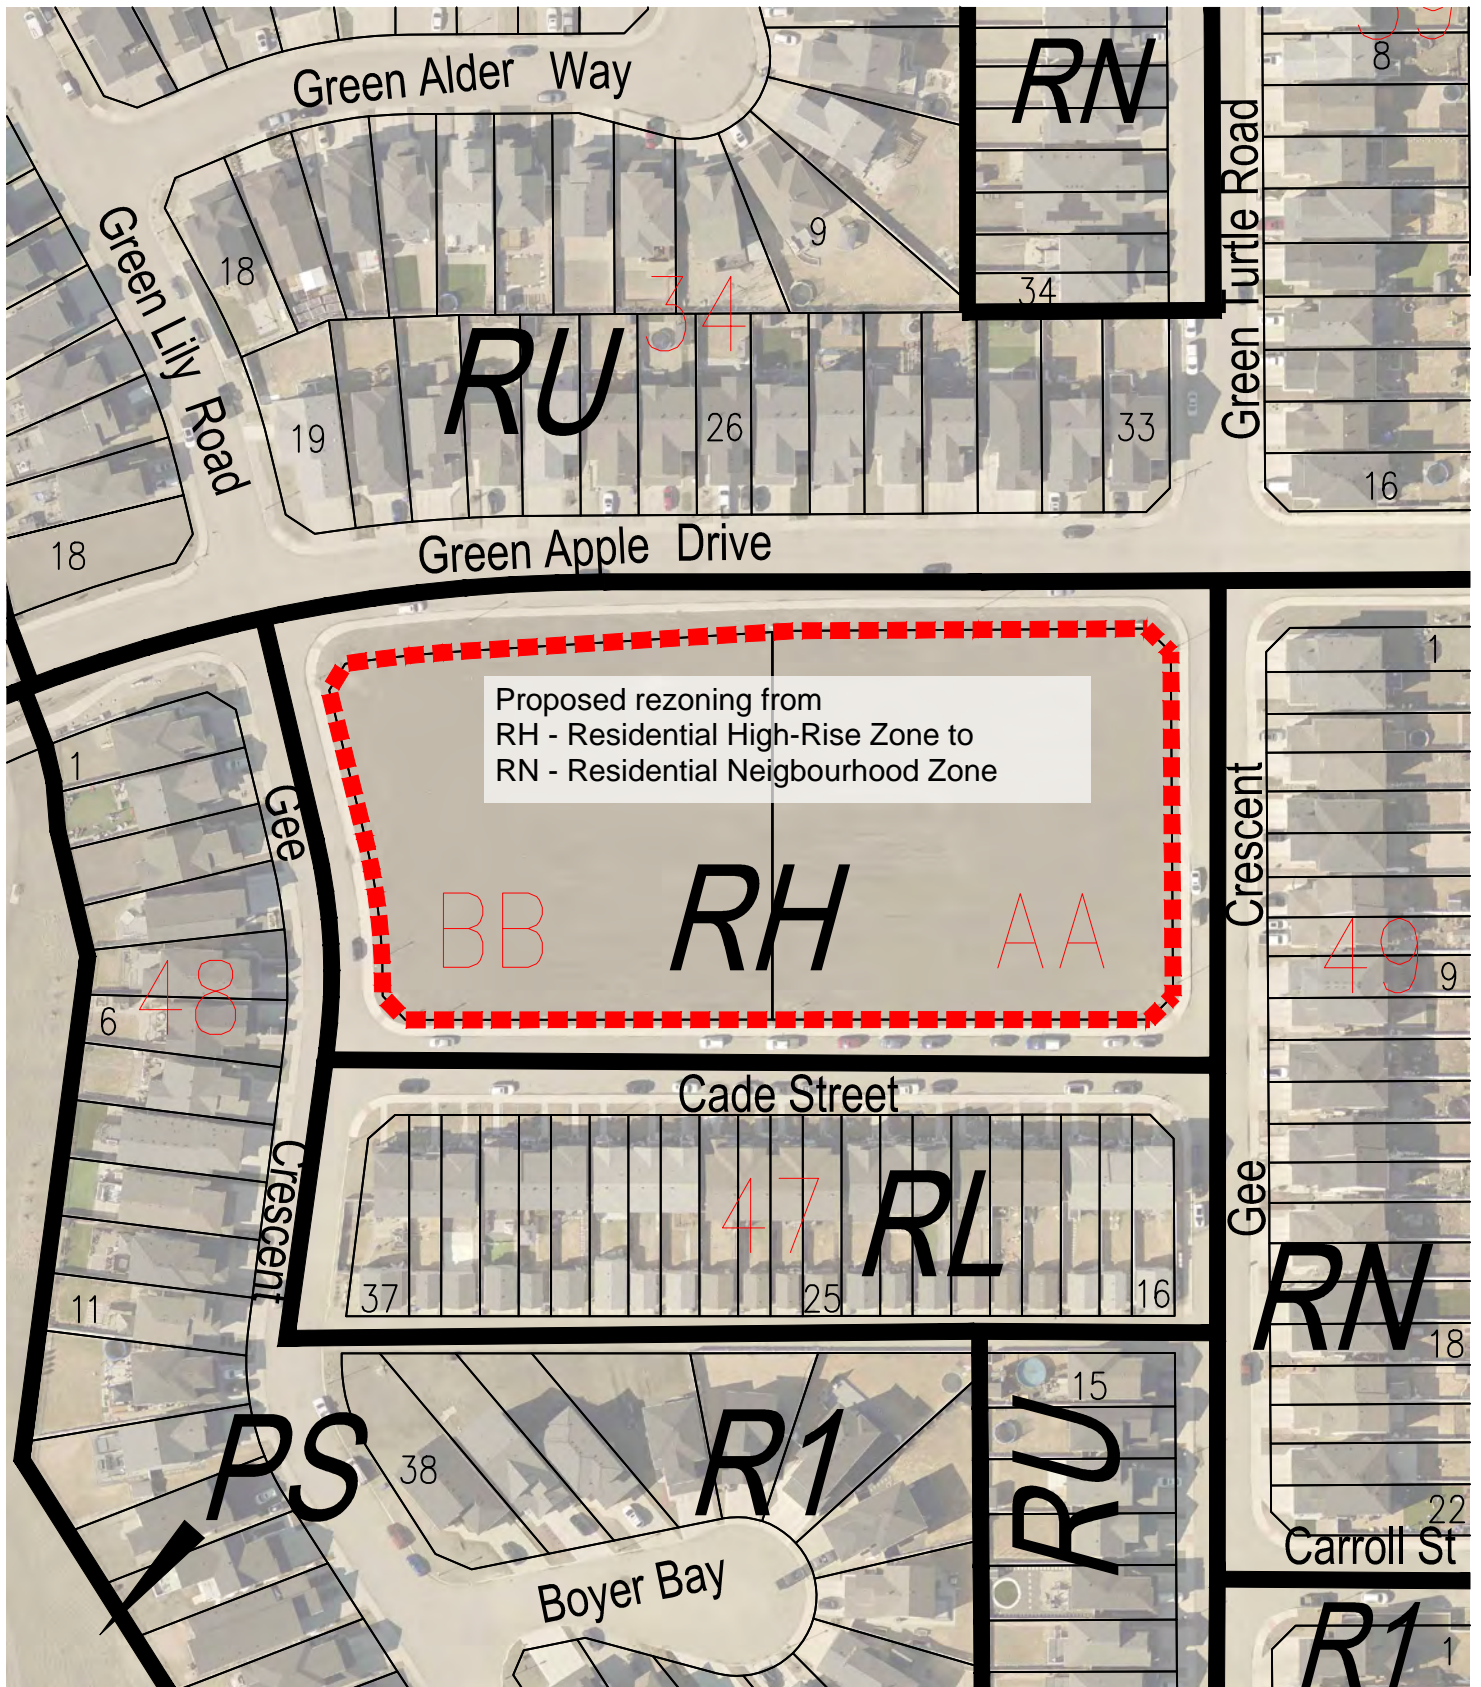 Green Alder Way
RN
8
Green Turtle Road
Green Lily Road
18
9
34
34
RU
19
26
33
16
18
Green Apple Drive
Proposed rezoning from
RH - Residential High-Rise Zone to
RN - Residential Neigbourhood Zone
1
1
Gee
Crescent
RH
BB
AA
48
49
6
9
Cade Street
Crescent
47
RL
Gee
RN
37
25
16
11
18
15
RU
PS
38
R1
22
Carroll St
Boyer Bay
R1
1